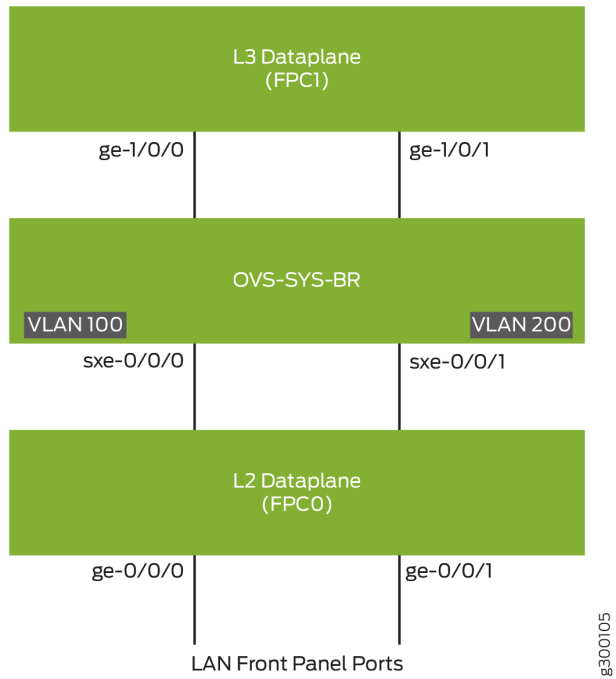 L3 Dataplane
(FPC1)
ge-1/0/0
ge-1/0/1
OVS-SYS-BR
VLAN 100
VLAN 200
sxe-0/0/0
sxe-0/0/1
L2 Dataplane
(FPC0)
ge-0/0/0
ge-0/0/1
LAN Front Panel Ports
g300105